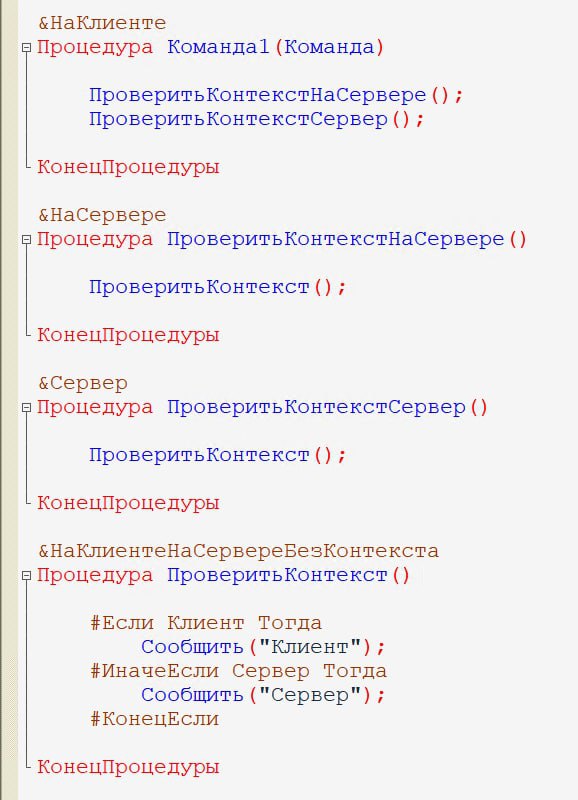 &НаКлиенте
Процедура Команда1(Команда)
ПроверитьКонтекстНаСервере();
ПроверитьКонтекстСервер();
КонецПроцедуры
&НаСервере
Процедура ПроверитьКонтекстНаСервере()
ПроверитьКонтекст();
КонецПроцедуры
&Сервер
Процедура ПроверитьКонтекстСервер()
ПроверитьКонтекст();
КонецПроцедуры
&НаКлиентеНаСервереБезКонтекста
Процедура ПроверитьКонтекст()
#Если Клиент Тогда
Сообщить("Клиент");
#ИначеЕсли Сервер Тогда
Сообщить("Сервер");
#КонецЕсли
КонецПроцедуры